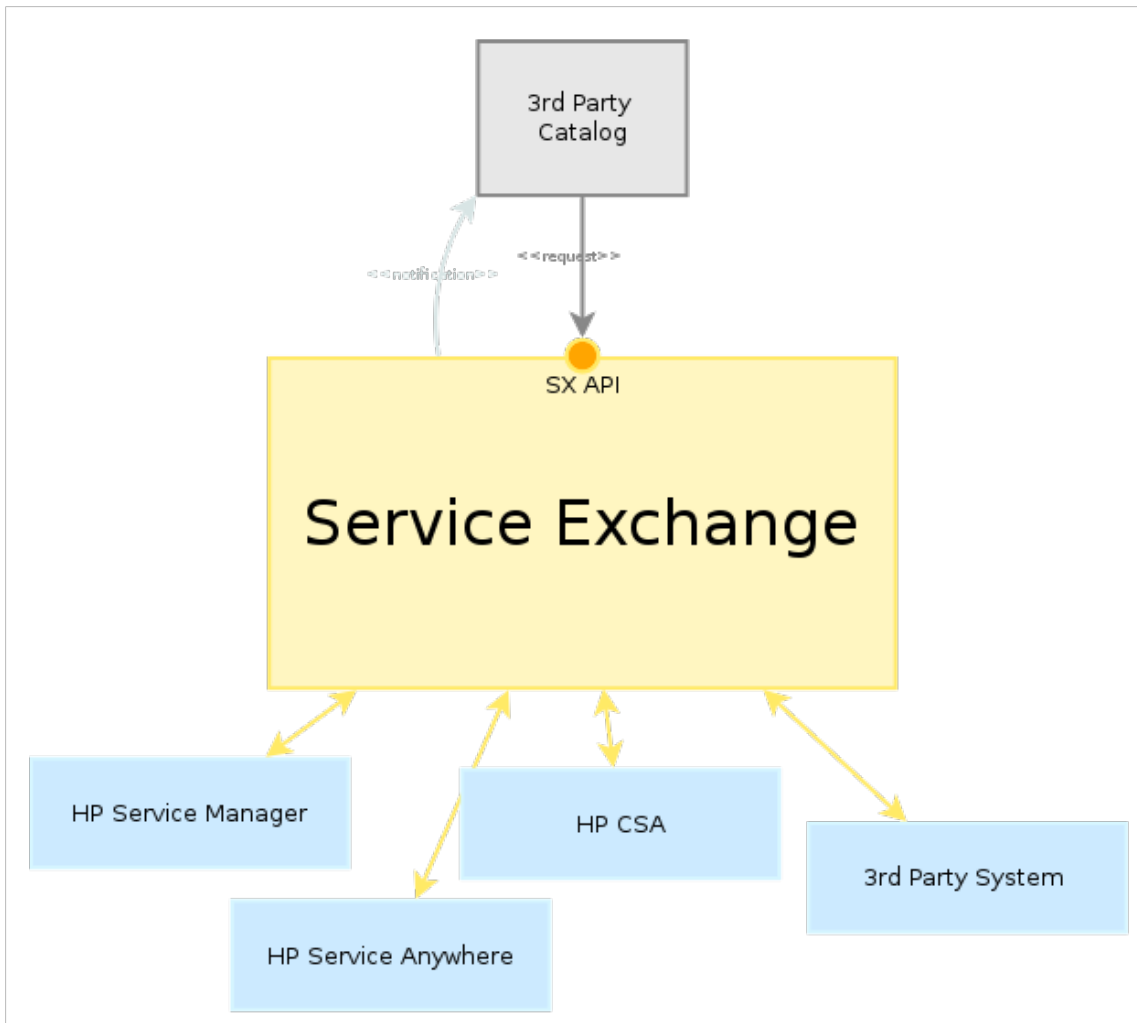 3rd Party
Catalog
<<request>>
<<notification>>
SX API
Service Exchange
HP Service Manager
HP CSA
3rd Party System
HP Service Anywhere